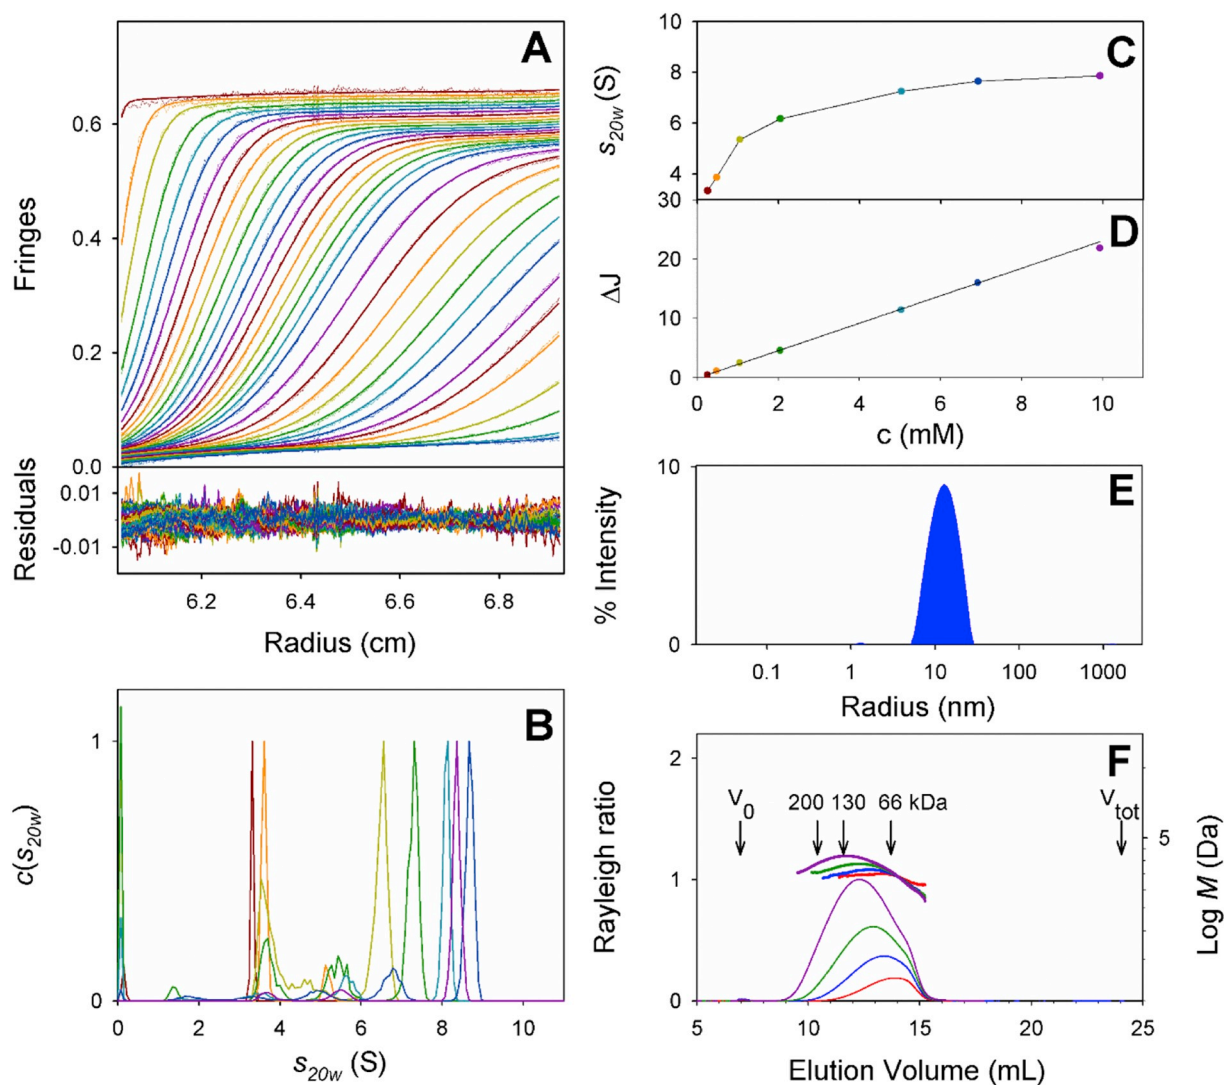 A
0.6
0.4
0.2
0.0
Fringes
0.01
-0.01
Residuals
6.2 6.4 6.6 6.8
Radius (cm)
B
1
0
c(s20w)
0 2 4 6 8 10
s20w (S)
C
10
8
6
4
s20w (S)
D
30
20
10
0
ΔJ
0 2 4 6 8 10
c (mM)
E
10
0
% Intensity
0.1 1 10 100 1000
Radius (nm)
F
2
1
0
Rayleigh ratio
V0 200 130 66 kDa Vtot
5
Log M (Da)
5 10 15 20 25
Elution Volume (mL)